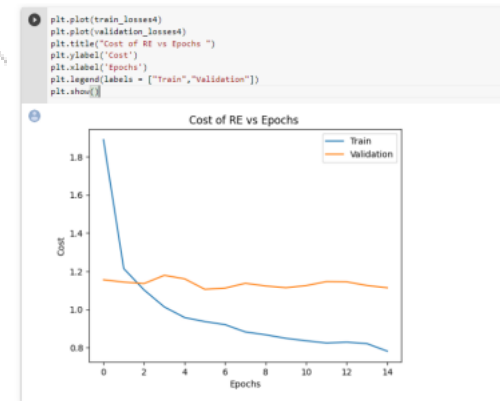 plt.plot(train_losses4)
plt.plot(validation_losses4)
plt.title("Cost of RE vs Epochs ")
plt.ylabel('Cost')
plt.xlabel('Epochs')
plt.legend(labels = ["Train","Validation"])
plt.show()
Cost of RE vs Epochs
Train
Validation
1.8
1.6
1.4
1.2
1.0
0.8
Cost
0 2 4 6 8 10 12 14
Epochs